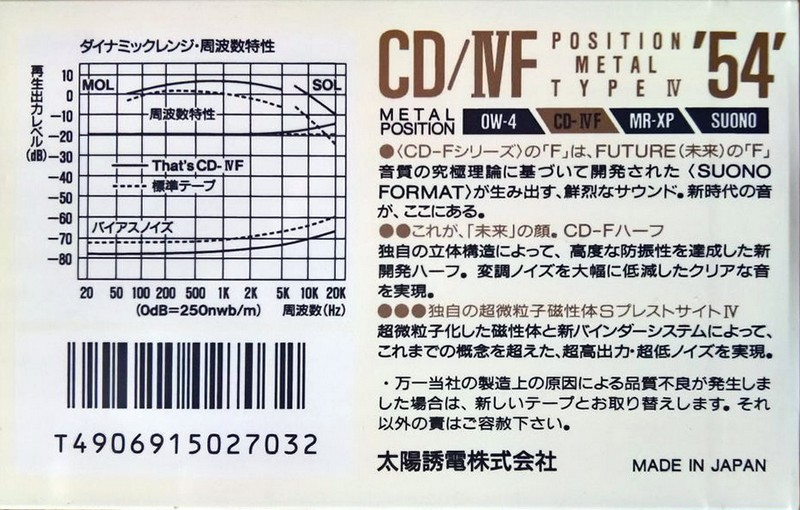 ダイナミックレンジ・周波数特性
再生出力レベル(dB)
10
0
-10
-20
-30
-40
-50
-60
-70
-80
MOL
SOL
周波数特性
That's CD-ⅣF
標準テープ
バイアスノイズ
20 50 100 200 500 1K 2K 5K 10K 20K
(0dB=250nwb/m) 周波数(Hz)
T4906915027032
CD/ⅣF POSITION METAL TYPE Ⅳ '54'
METAL POSITION OW-4 CD-ⅣF MR-XP SUONO
●〈CD-Fシリーズ〉の「F」は、FUTURE(未来)の「F」
音質の究極理論に基づいて開発された〈SUONO
FORMAT〉が生み出す、鮮烈なサウンド。新時代の音
が、ここにある。
●●これが、「未来」の顔。CD-Fハーフ
独自の立体構造によって、高度な防振性を達成した新
開発ハーフ。変調ノイズを大幅に低減したクリアな音
を実現。
●●●独自の超微粒子磁性体SプレストサイトⅣ
超微粒子化した磁性体と新バインダーシステムによって、
これまでの概念を超えた、超高出力・超低ノイズを実現。
・万一当社の製造上の原因による品質不良が発生しま
した場合は、新しいテープとお取り替えします。それ
以外の責はご容赦下さい。
太陽誘電株式会社
MADE IN JAPAN